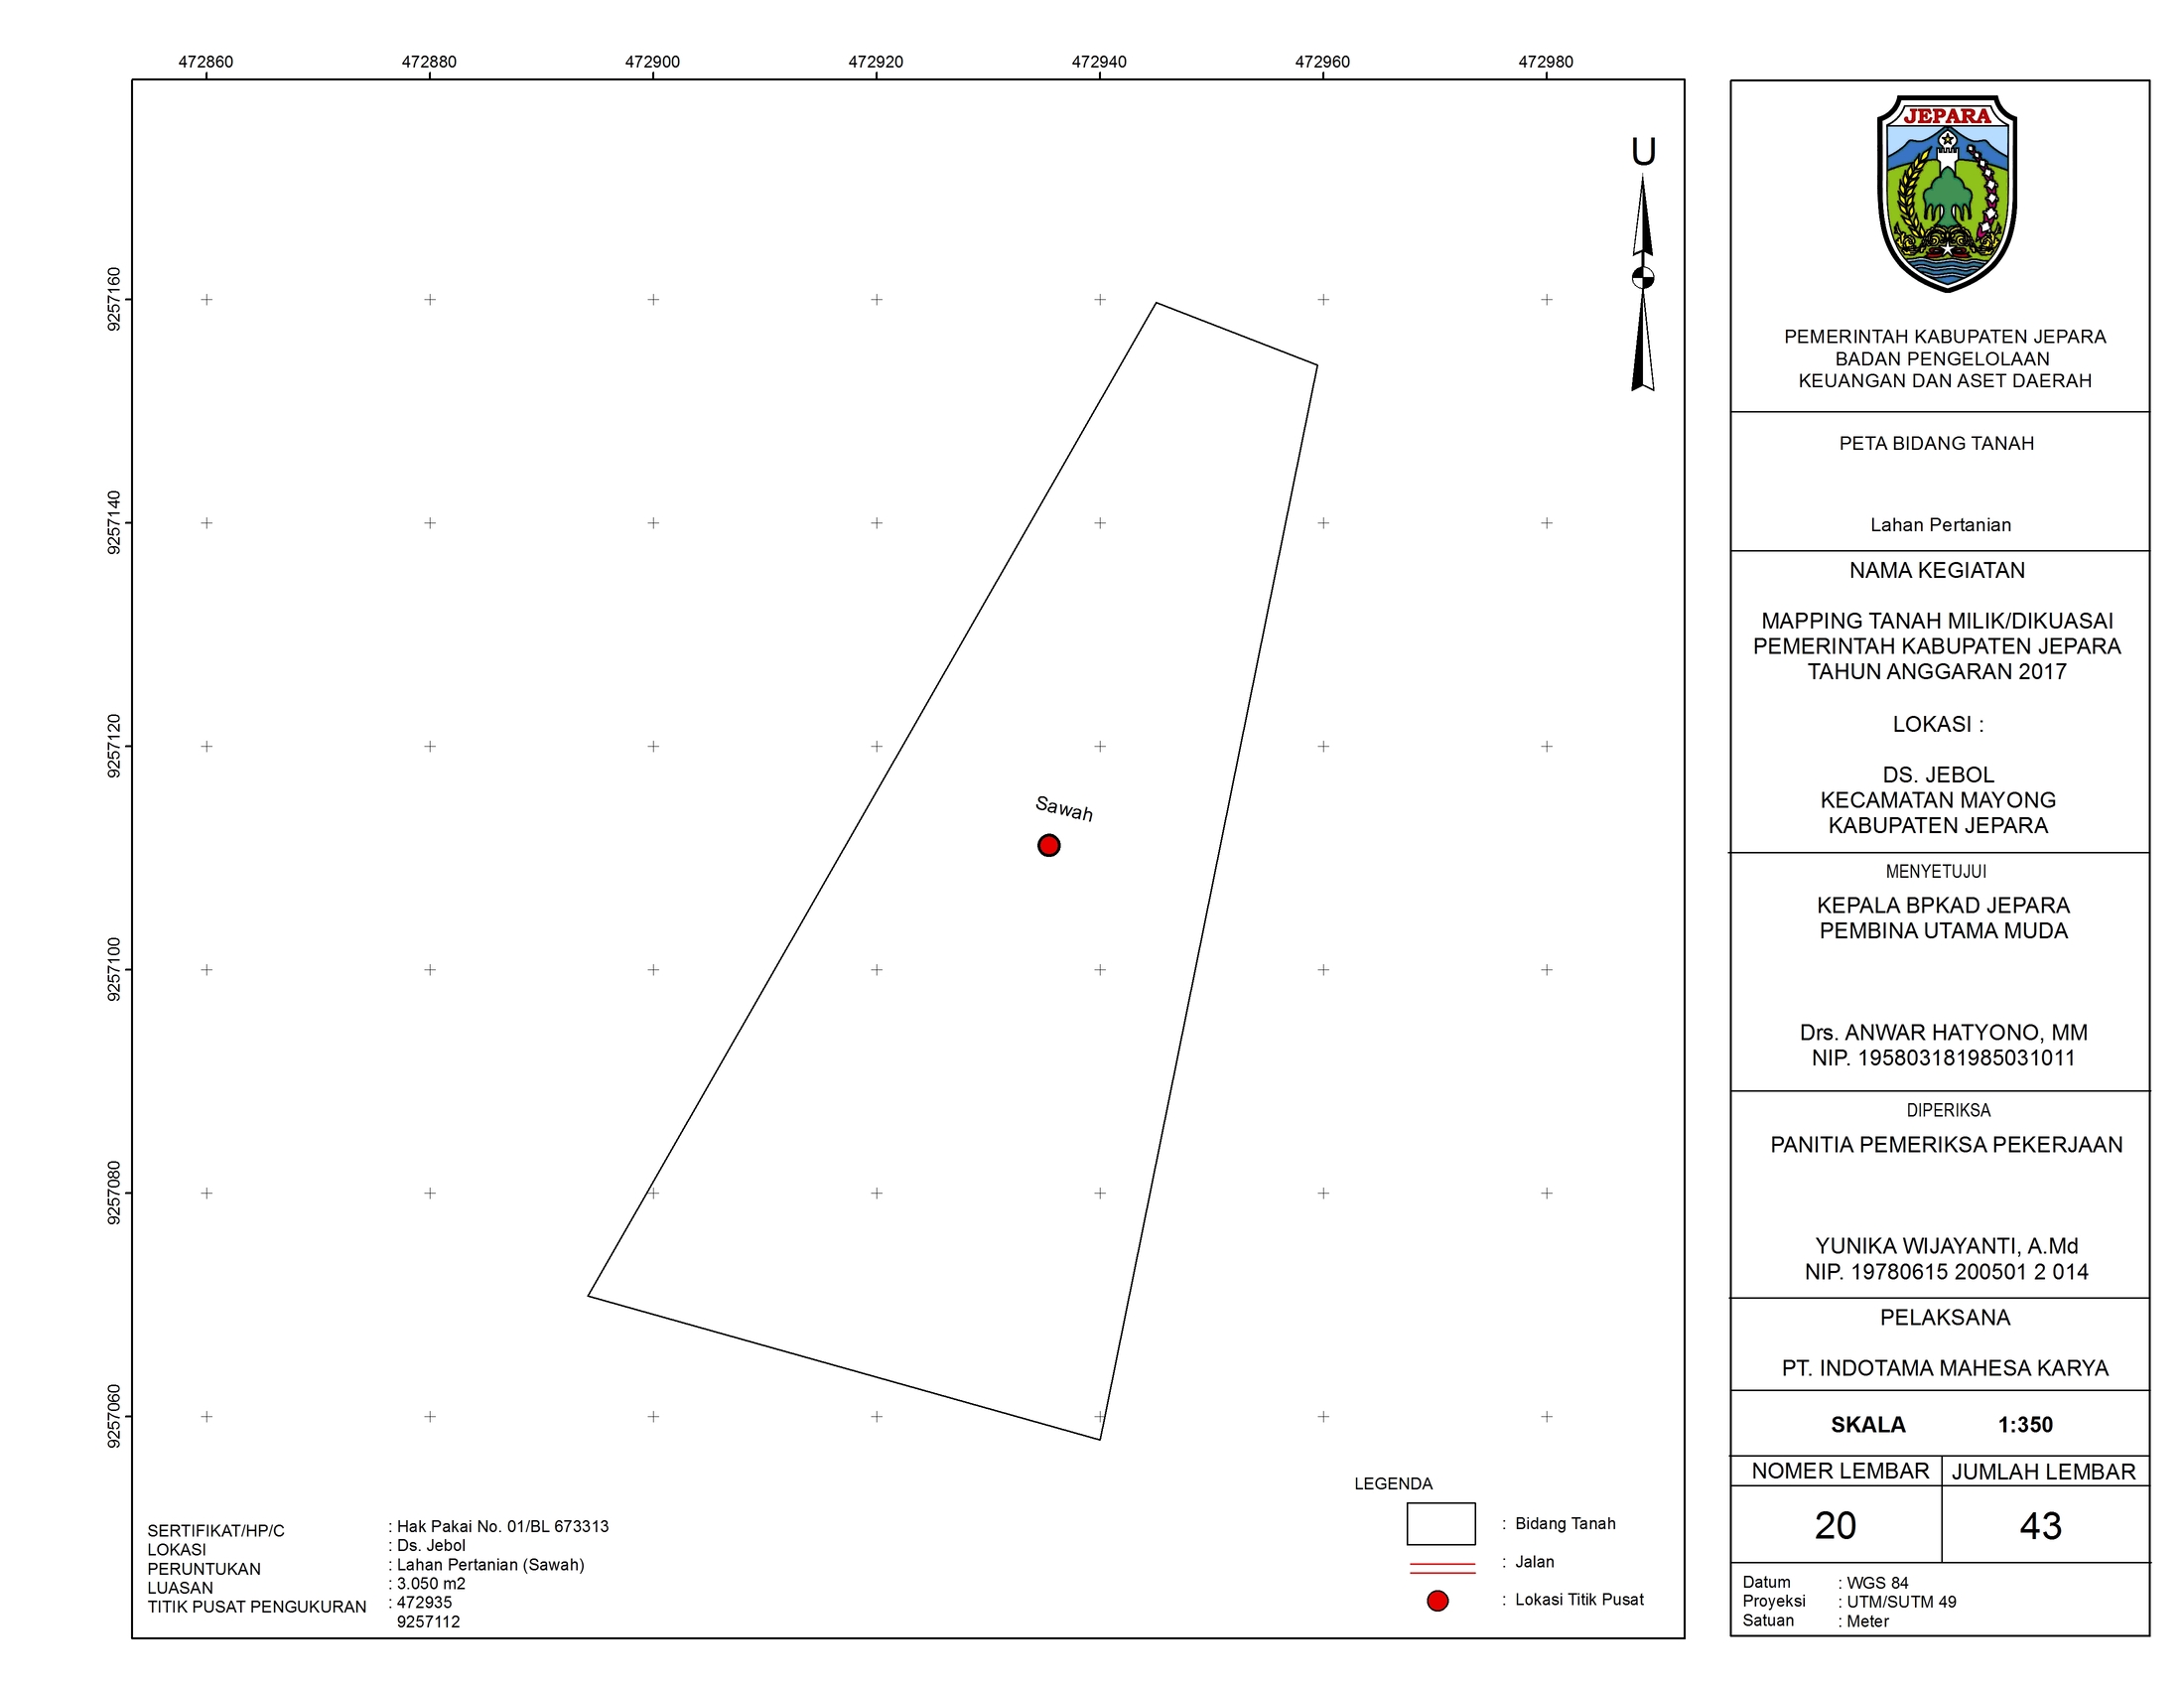 472860 472880 472900 472920 472940 472960 472980
U
9257160
9257140
9257120
9257100
9257080
9257060
Sawah
LEGENDA
: Bidang Tanah
: Jalan
: Lokasi Titik Pusat
SERTIFIKAT/HP/C : Hak Pakai No. 01/BL 673313
LOKASI : Ds. Jebol
PERUNTUKAN : Lahan Pertanian (Sawah)
LUASAN : 3.050 m2
TITIK PUSAT PENGUKURAN : 472935
9257112
JEPARA
PEMERINTAH KABUPATEN JEPARA
BADAN PENGELOLAAN
KEUANGAN DAN ASET DAERAH
PETA BIDANG TANAH
Lahan Pertanian
NAMA KEGIATAN
MAPPING TANAH MILIK/DIKUASAI
PEMERINTAH KABUPATEN JEPARA
TAHUN ANGGARAN 2017
LOKASI :
DS. JEBOL
KECAMATAN MAYONG
KABUPATEN JEPARA
MENYETUJUI
KEPALA BPKAD JEPARA
PEMBINA UTAMA MUDA
Drs. ANWAR HATYONO, MM
NIP. 195803181985031011
DIPERIKSA
PANITIA PEMERIKSA PEKERJAAN
YUNIKA WIJAYANTI, A.Md
NIP. 19780615 200501 2 014
PELAKSANA
PT. INDOTAMA MAHESA KARYA
SKALA 1:350
NOMER LEMBAR JUMLAH LEMBAR
20 43
Datum : WGS 84
Proyeksi : UTM/SUTM 49
Satuan : Meter